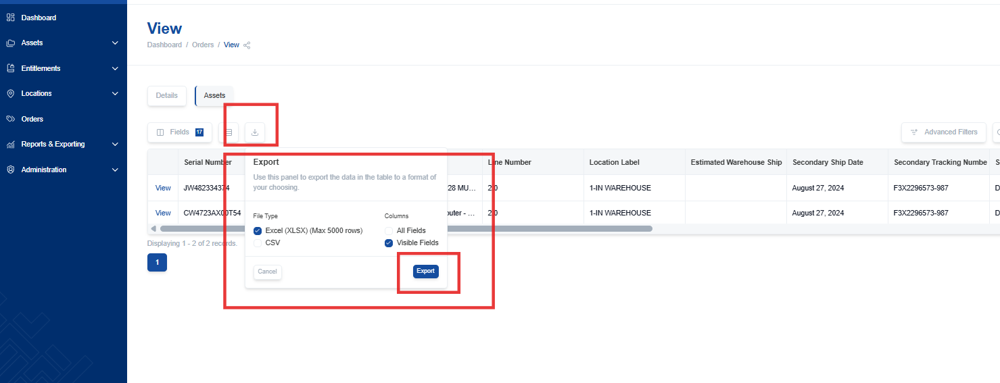 Dashboard
Assets
Entitlements
Locations
Orders
Reports & Exporting
Administration
View
Dashboard / Orders / View
Details
Assets
Fields 17
Advanced Filters
Serial Number
Line Number
Location Label
Estimated Warehouse Ship
Secondary Ship Date
Secondary Tracking Numbe
S
View
JW482334374
28 MU...
2.0
1-IN WAREHOUSE
August 27, 2024
F3X2296573-987
D
View
CW4723AX00T54
outer - ...
2.0
1-IN WAREHOUSE
August 27, 2024
F3X2296573-987
D
Export
Use this panel to export the data in the table to a format of
your choosing.
File Type
Columns
Excel (XLSX) (Max 5000 rows)
All Fields
CSV
Visible Fields
Cancel
Export
Displaying 1 - 2 of 2 records.
1